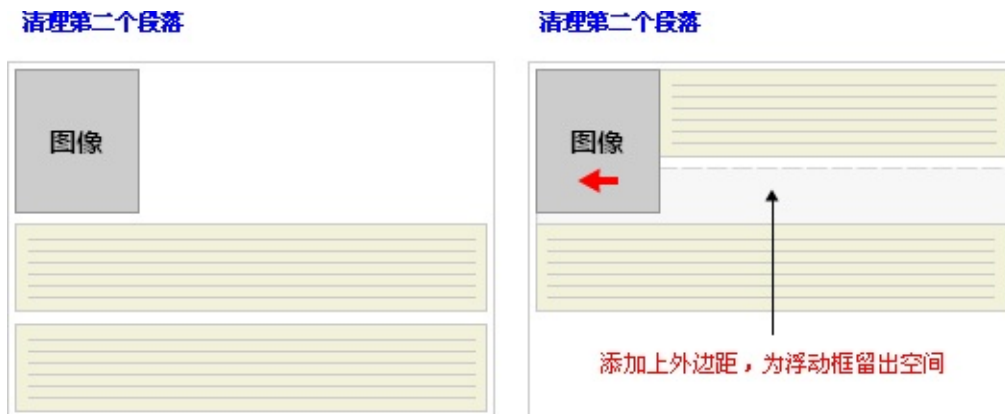 清理第二个段落
清理第二个段落
图像
图像
添加上外边距，为浮动框留出空间